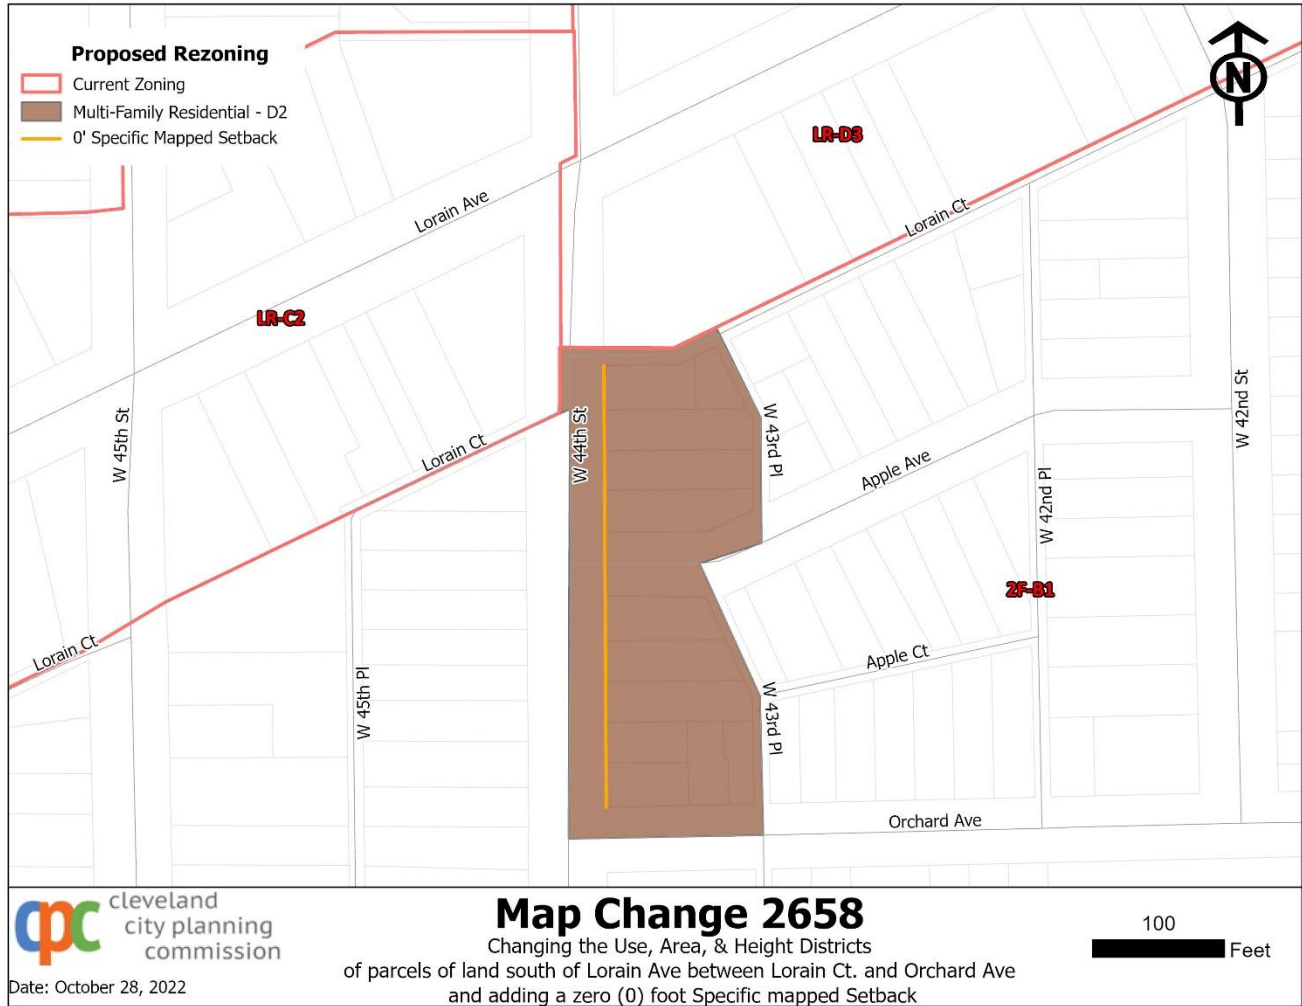 Proposed Rezoning
Current Zoning
Multi-Family Residential - D2
0' Specific Mapped Setback
N
LR-D3
Lorain Ave
Lorain Ct
LR-C2
W 45th St
Lorain Ct
W 44th St
W 43rd Pl
Apple Ave
W 42nd St
W 42nd Pl
2F-B1
Lorain Ct
W 45th Pl
Apple Ct
W 43rd Pl
Orchard Ave
cpc
cleveland
city planning
commission
Date: October 28, 2022
Map Change 2658
Changing the Use, Area, & Height Districts
of parcels of land south of Lorain Ave between Lorain Ct. and Orchard Ave
and adding a zero (0) foot Specific mapped Setback
100
Feet